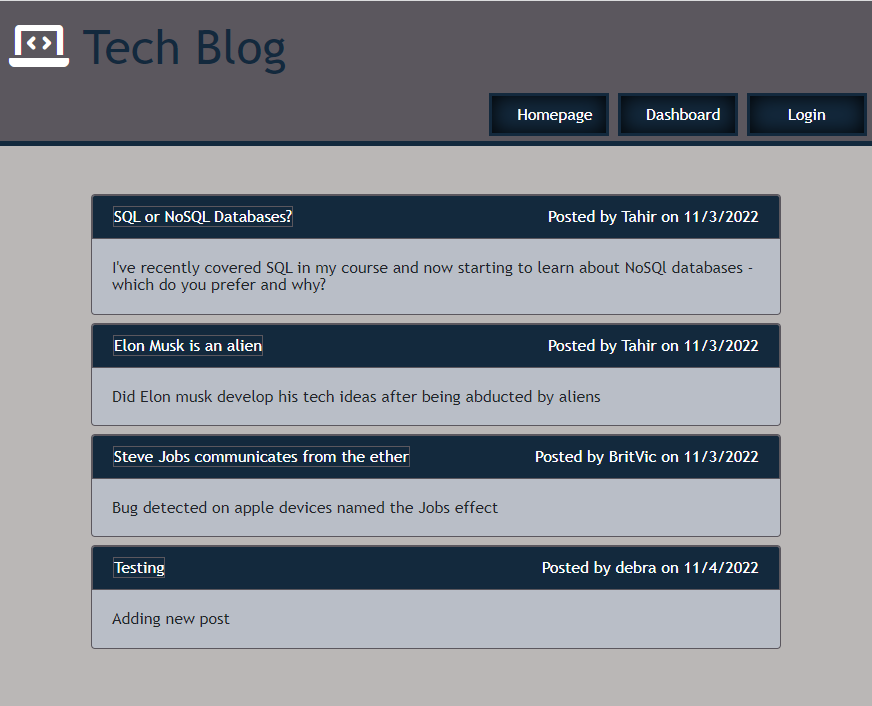 Tech Blog
Homepage Dashboard Login
SQL or NoSQL Databases? Posted by Tahir on 11/3/2022
I've recently covered SQL in my course and now starting to learn about NoSQl databases -
which do you prefer and why?
Elon Musk is an alien Posted by Tahir on 11/3/2022
Did Elon musk develop his tech ideas after being abducted by aliens
Steve Jobs communicates from the ether Posted by BritVic on 11/3/2022
Bug detected on apple devices named the Jobs effect
Testing Posted by debra on 11/4/2022
Adding new post